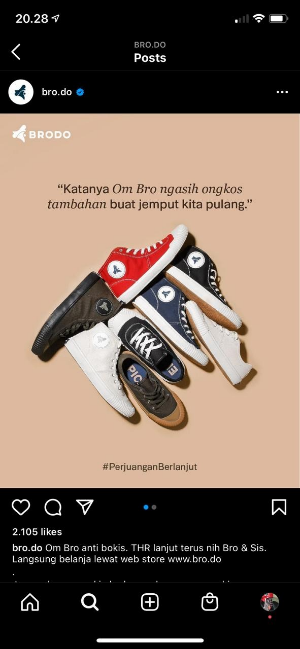 20.28
BRO.DO
Posts
bro.do
BRODO
“Katanya Om Bro ngasih ongkos
tambahan buat jemput kita pulang.”
#PerjuanganBerlanjut
2.105 likes
bro.do Om Bro anti bokis. THR lanjut terus nih Bro & Sis.
Langsung belanja lewat web store www.bro.do
.